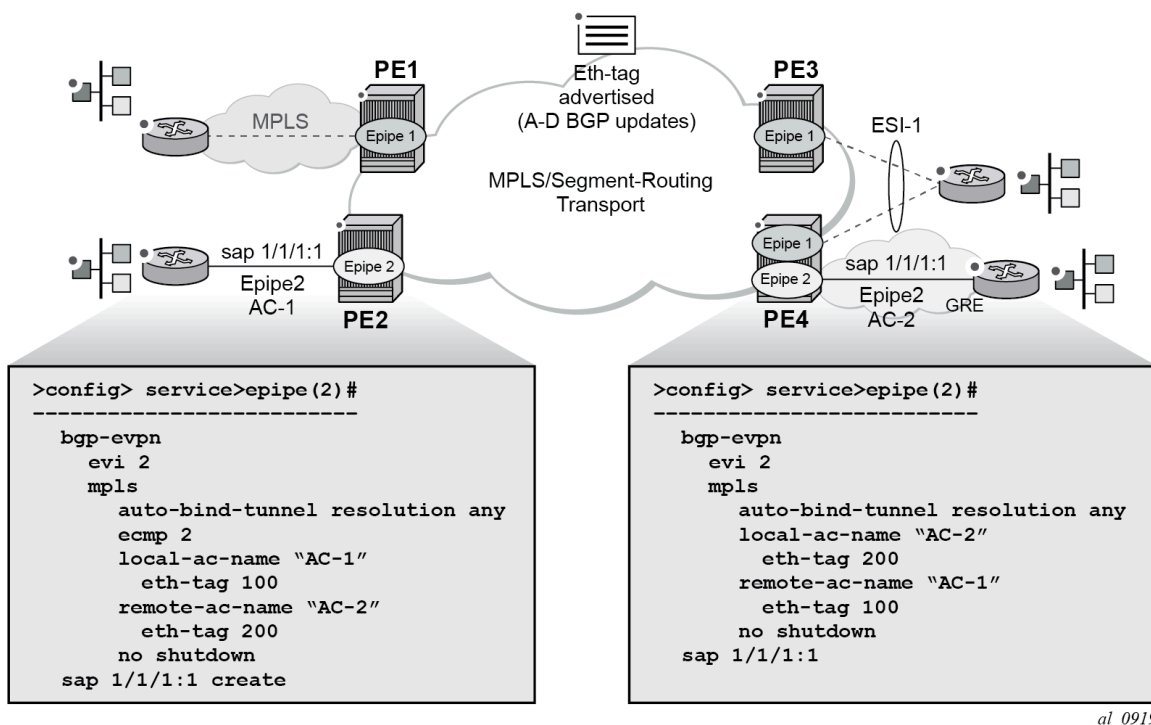 Eth-tag
advertised
(A-D BGP updates)
PE1
PE3
MPLS
Epipe 1
Epipe 1
ESI-1
MPLS/Segment-Routing
Transport
sap 1/1/1:1
Epipe2
AC-1
Epipe 2
PE2
Epipe 1
Epipe 2
PE4
sap 1/1/1:1
Epipe2
AC-2
GRE
>config> service>epipe(2)#
---------------------------
bgp-evpn
evi 2
mpls
auto-bind-tunnel resolution any
ecmp 2
local-ac-name “AC-1”
eth-tag 100
remote-ac-name “AC-2”
eth-tag 200
no shutdown
sap 1/1/1:1 create
>config> service>epipe(2)#
---------------------------
bgp-evpn
evi 2
mpls
auto-bind-tunnel resolution any
local-ac-name “AC-2”
eth-tag 200
remote-ac-name “AC-1”
eth-tag 100
no shutdown
sap 1/1/1:1
al_0919